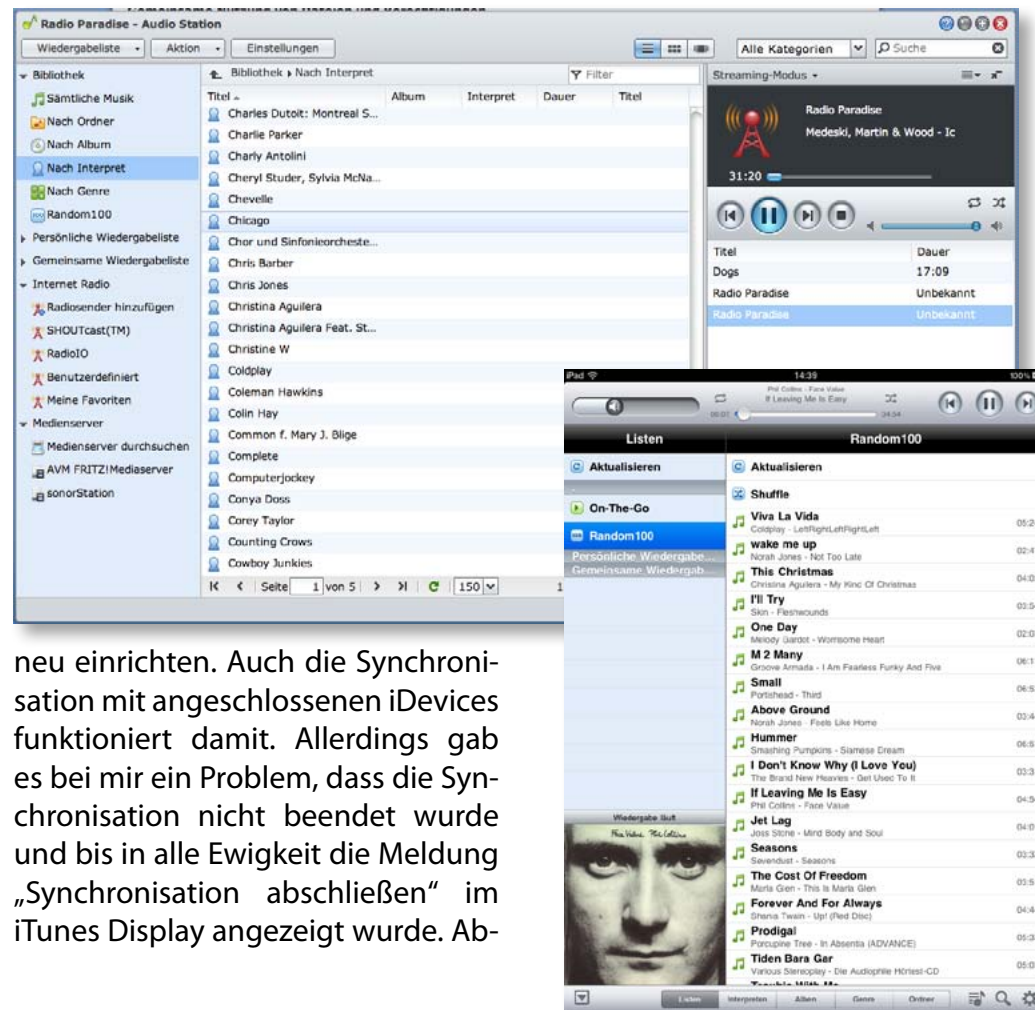 Radio Paradise - Audio Station
Wiedergabeliste
Aktion
Einstellungen
Alle Kategorien
Suche
Bibliothek
Sämtliche Musik
Nach Ordner
Nach Album
Nach Interpret
Nach Genre
Random100
Persönliche Wiedergabeliste
Gemeinsame Wiedergabeliste
Internet Radio
Radiosender hinzufügen
SHOUTcast(TM)
RadioIO
Benutzerdefiniert
Meine Favoriten
Medienserver
Medienserver durchsuchen
AVM FRITZ!Mediaserver
sonorStation
Bibliothek ▸ Nach Interpret
Filter
Titel Album Interpret Dauer Titel
Charles Dutoit: Montreal S...
Charlie Parker
Charly Antolini
Cheryl Studer, Sylvia McNa...
Chevelle
Chicago
Chor und Sinfonieorcheste...
Chris Barber
Chris Jones
Christina Aguilera
Christina Aguilera Feat. St...
Christine W
Coldplay
Coleman Hawkins
Colin Hay
Common f. Mary J. Blige
Complete
Computerjockey
Conya Doss
Corey Taylor
Counting Crows
Cowboy Junkies
Seite 1 von 5 150
Streaming-Modus
Radio Paradise
Medeski, Martin & Wood - Ic
31:20
Titel Dauer
Dogs 17:09
Radio Paradise Unbekannt
Radio Paradise Unbekannt
iPad 14:39 100%
Phil Collins - Face Value
If Leaving Me Is Easy
Listen
Random100
Aktualisieren
On-The-Go
Random100
Persönliche Wiedergabe...
Gemeinsame Wiedergab...
Wiedergabe läuft
Face Value Phil Collins
Aktualisieren
Shuffle
Viva La Vida
Coldplay - LeftRightLeftRightLeft
wake me up
Norah Jones - Not Too Late
This Christmas
Christina Aguilera - My Kind Of Christmas
I'll Try
Skin - Fleshwounds
One Day
Melody Gardot - Worrisome Heart
M 2 Many
Groove Armada - I Am Fearless Funky And Five
Small
Portishead - Third
Above Ground
Norah Jones - Feels Like Home
Hummer
Smashing Pumpkins - Siamese Dream
I Don't Know Why (I Love You)
The Brand New Heavies - Get Used To It
If Leaving Me Is Easy
Phil Collins - Face Value
Jet Lag
Joss Stone - Mind Body and Soul
Seasons
Sevendust - Seasons
The Cost Of Freedom
Marla Glen - This Is Marla Glen
Forever And For Always
Shania Twain - Up! (Red Disc)
Prodigal
Porcupine Tree - In Absentia (ADVANCE)
Tiden Bara Gar
Various Stereoplay - Die Audiophile Hörtest-CD
Listen Interpreten Alben Genre Ordner
neu einrichten. Auch die Synchroni-
sation mit angeschlossenen iDevices
funktioniert damit. Allerdings gab
es bei mir ein Problem, dass die Syn-
chronisation nicht beendet wurde
und bis in alle Ewigkeit die Meldung
„Synchronisation abschließen“ im
iTunes Display angezeigt wurde. Ab-